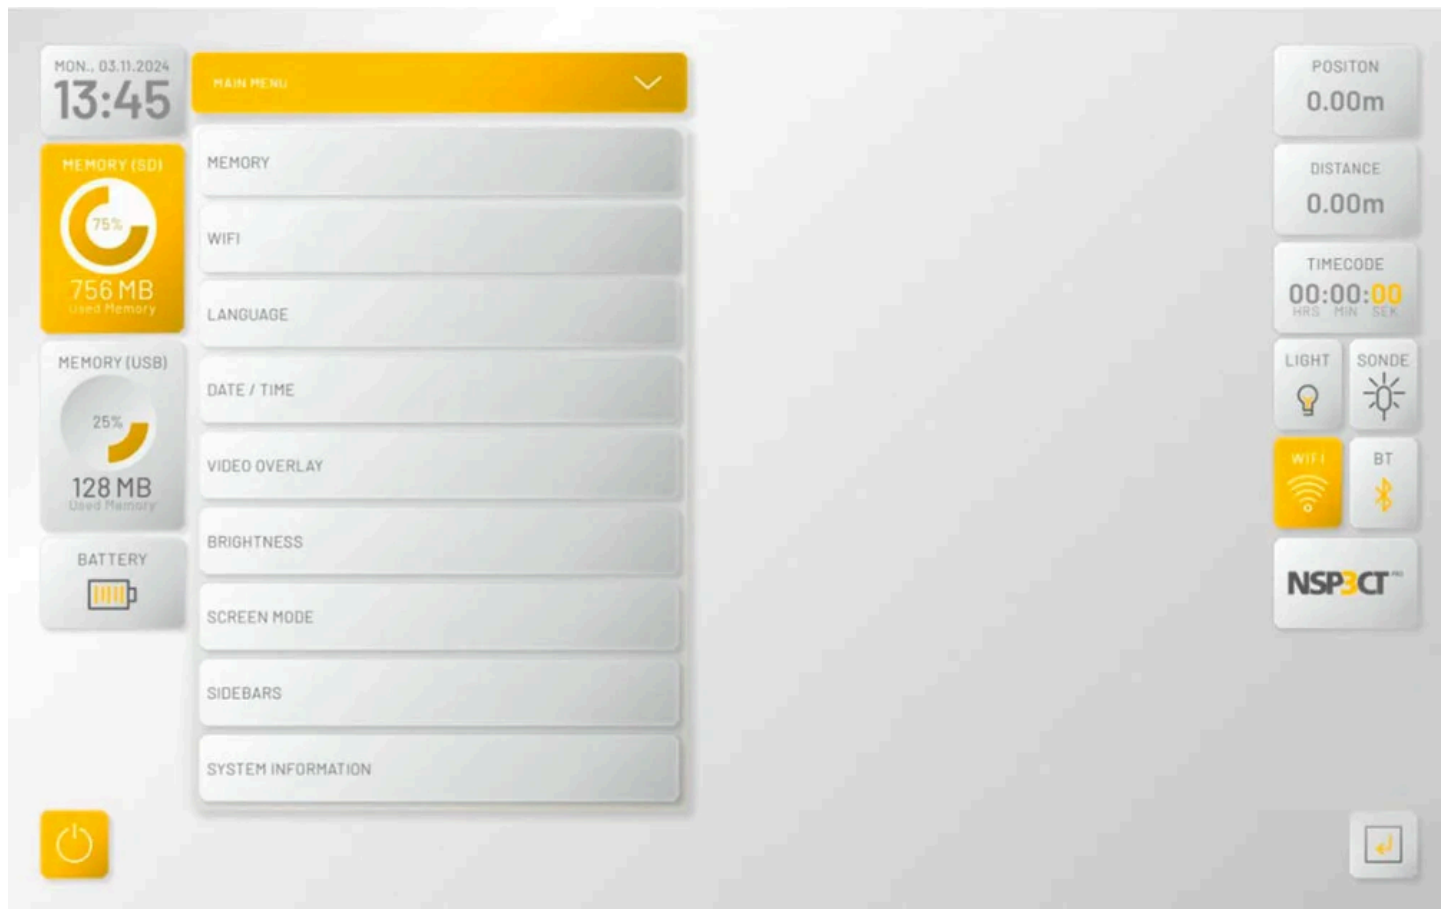 MON., 03.11.2024
13:45
MEMORY (SD)
75%
756 MB
Used Memory
MEMORY (USB)
25%
128 MB
Used Memory
BATTERY
MAIN MENU
MEMORY
WIFI
LANGUAGE
DATE / TIME
VIDEO OVERLAY
BRIGHTNESS
SCREEN MODE
SIDEBARS
SYSTEM INFORMATION
POSITON
0.00m
DISTANCE
0.00m
TIMECODE
00:00:00
HRS MIN SEK
LIGHT
SONDE
WIFI
BT
NSP3CT